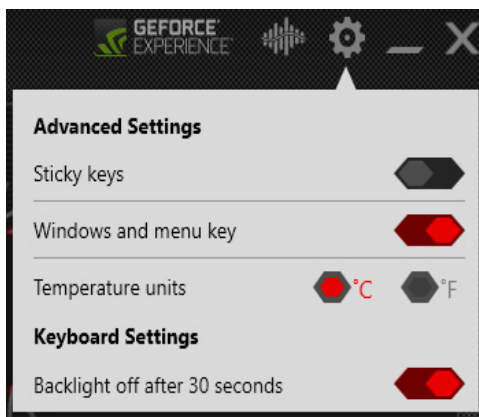 GEFORCE
EXPERIENCE
Advanced Settings
Sticky keys
Windows and menu key
Temperature units °C °F
Keyboard Settings
Backlight off after 30 seconds